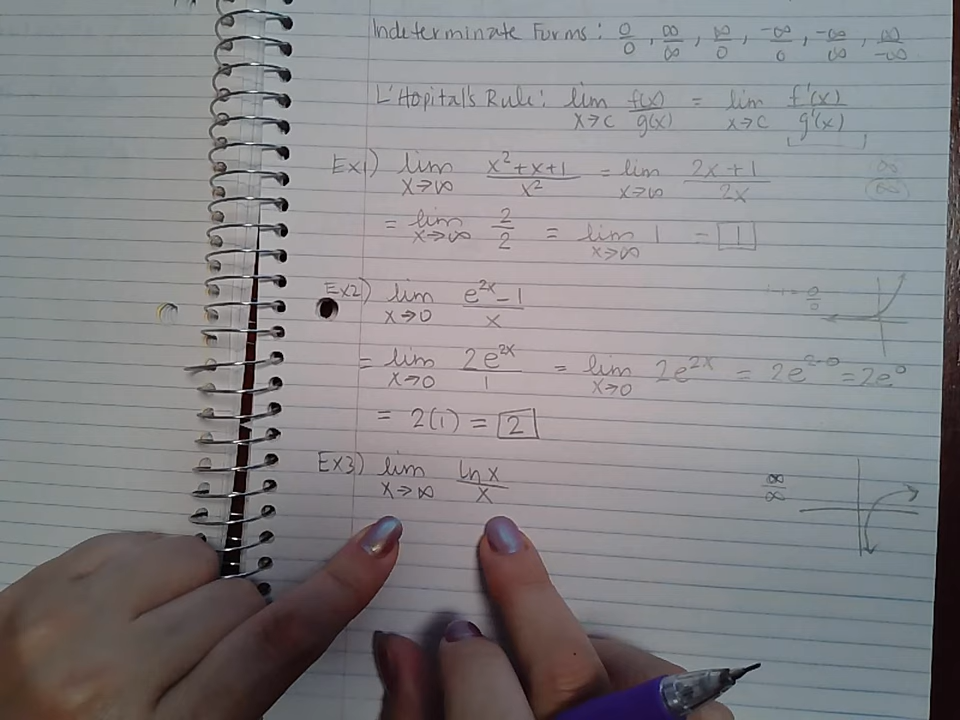 Indeterminate Forms: 0/0, ∞/∞, ∞/0, -∞/0, -∞/∞, ∞/-∞
L'Hopital's Rule: lim x→c f(x)/g(x) = lim x→c f'(x)/g'(x)
Ex1) lim x→∞ (x²+x+1)/x² = lim x→∞ (2x+1)/2x ∞/∞
= lim x→∞ 2/2 = lim x→∞ 1 = 1
Ex2) lim x→0 (e^2x - 1)/x 0/0
= lim x→0 2e^2x/1 = lim x→0 2e^2x = 2e^2·0 = 2e^0
= 2(1) = 2
Ex3) lim x→∞ ln x/x ∞/∞